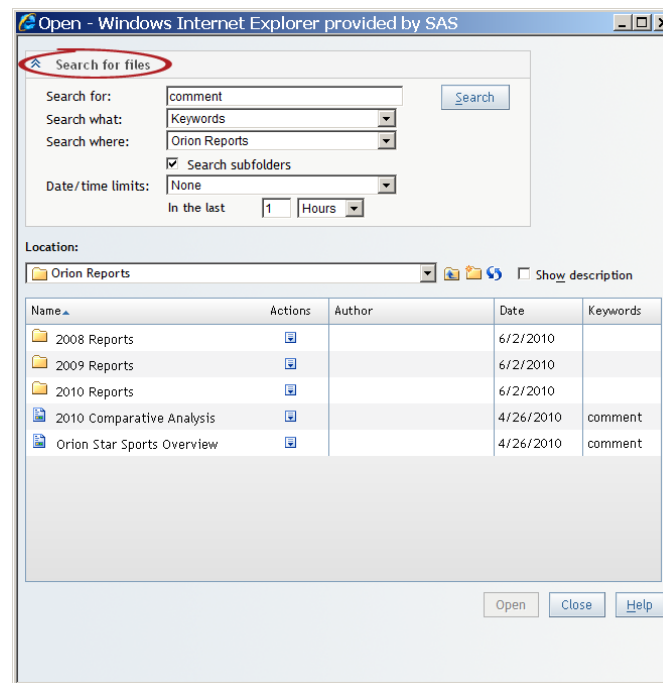 Open - Windows Internet Explorer provided by SAS
Search for files
Search for: comment Search
Search what: Keywords
Search where: Orion Reports
Search subfolders
Date/time limits: None
In the last 1 Hours
Location:
Orion Reports Show description
Name Actions Author Date Keywords
2008 Reports 6/2/2010
2009 Reports 6/2/2010
2010 Reports 6/2/2010
2010 Comparative Analysis 4/26/2010 comment
Orion Star Sports Overview 4/26/2010 comment
Open Close Help